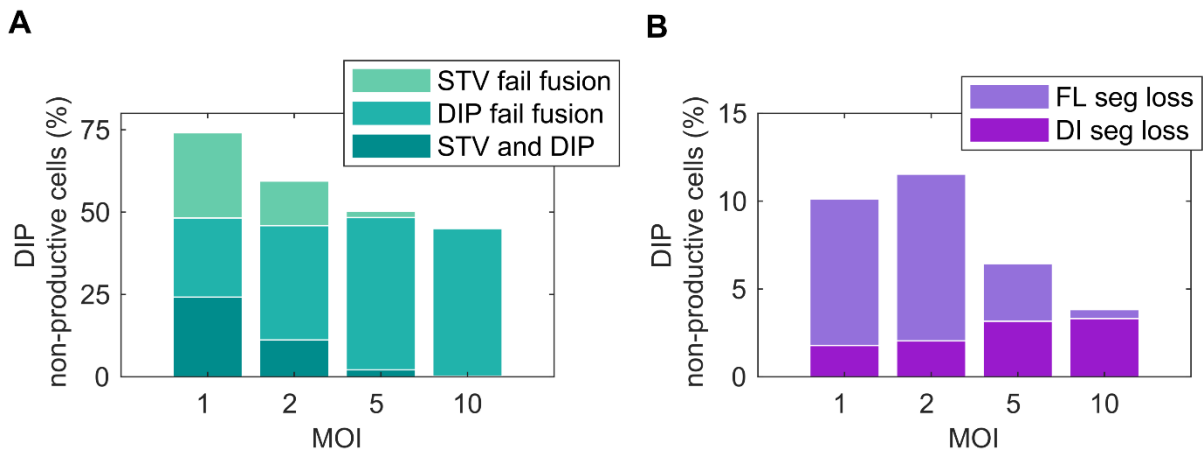 A
STV fail fusion
DIP fail fusion
STV and DIP
DIP
non-productive cells (%)
75
50
25
0
1 2 5 10
MOI
B
FL seg loss
DI seg loss
DIP
non-productive cells (%)
15
10
5
0
1 2 5 10
MOI